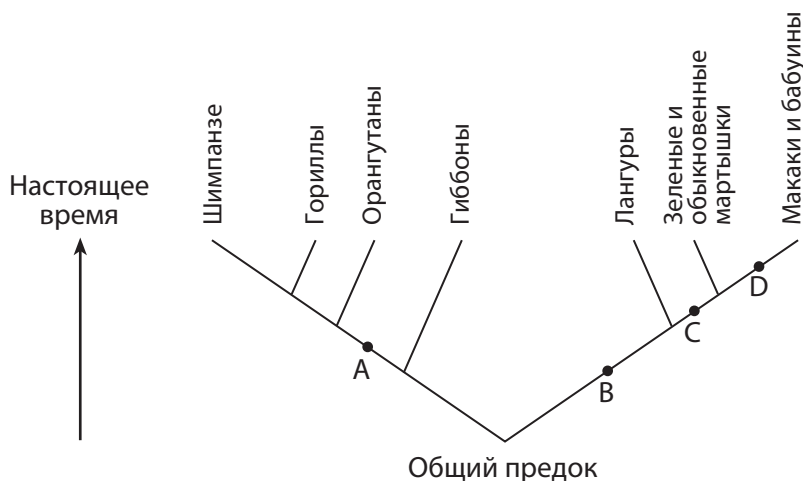 Настоящее
время
Шимпанзе
Гориллы
Орангутаны
Гиббоны
Лангуры
Зеленые и
обыкновенные
мартышки
Макаки и бабуины
A
B
C
D
Общий предок